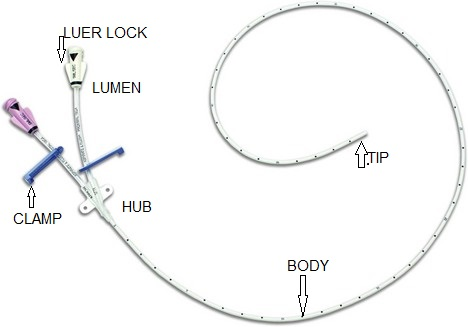 LUER LOCK
LUMEN
TIP
CLAMP
HUB
BODY